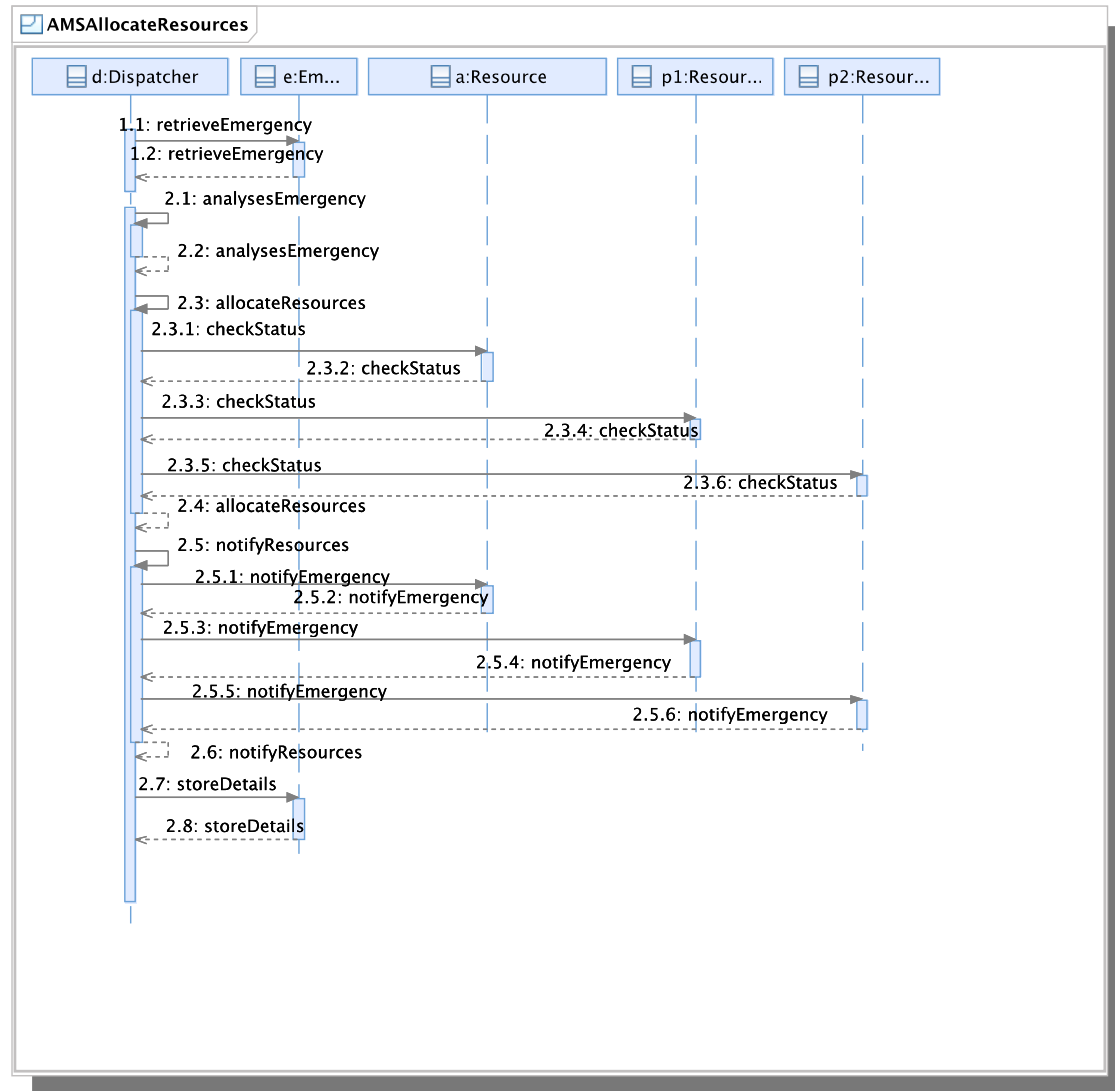 AMSAllocateResources
d:Dispatcher
e:Em...
a:Resource
p1:Resour...
p2:Resour...
1.1: retrieveEmergency
1.2: retrieveEmergency
2.1: analysesEmergency
2.2: analysesEmergency
2.3: allocateResources
2.3.1: checkStatus
2.3.2: checkStatus
2.3.3: checkStatus
2.3.4: checkStatus
2.3.5: checkStatus
2.3.6: checkStatus
2.4: allocateResources
2.5: notifyResources
2.5.1: notifyEmergency
2.5.2: notifyEmergency
2.5.3: notifyEmergency
2.5.4: notifyEmergency
2.5.5: notifyEmergency
2.5.6: notifyEmergency
2.6: notifyResources
2.7: storeDetails
2.8: storeDetails